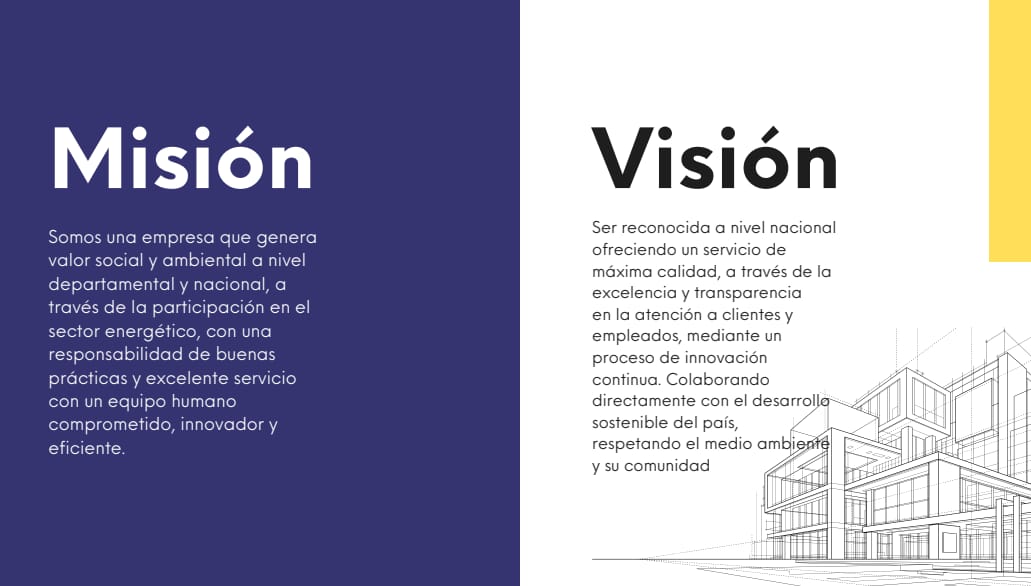 Misión
Somos una empresa que genera
valor social y ambiental a nivel
departamental y nacional, a
través de la participación en el
sector energético, con una
responsabilidad de buenas
prácticas y excelente servicio
con un equipo humano
comprometido, innovador y
eficiente.
Visión
Ser reconocida a nivel nacional
ofreciendo un servicio de
máxima calidad, a través de la
excelencia y transparencia
en la atención a clientes y
empleados, mediante un
proceso de innovación
continua. Colaborando
directamente con el desarrollo
sostenible del país,
respetando el medio ambiente
y su comunidad